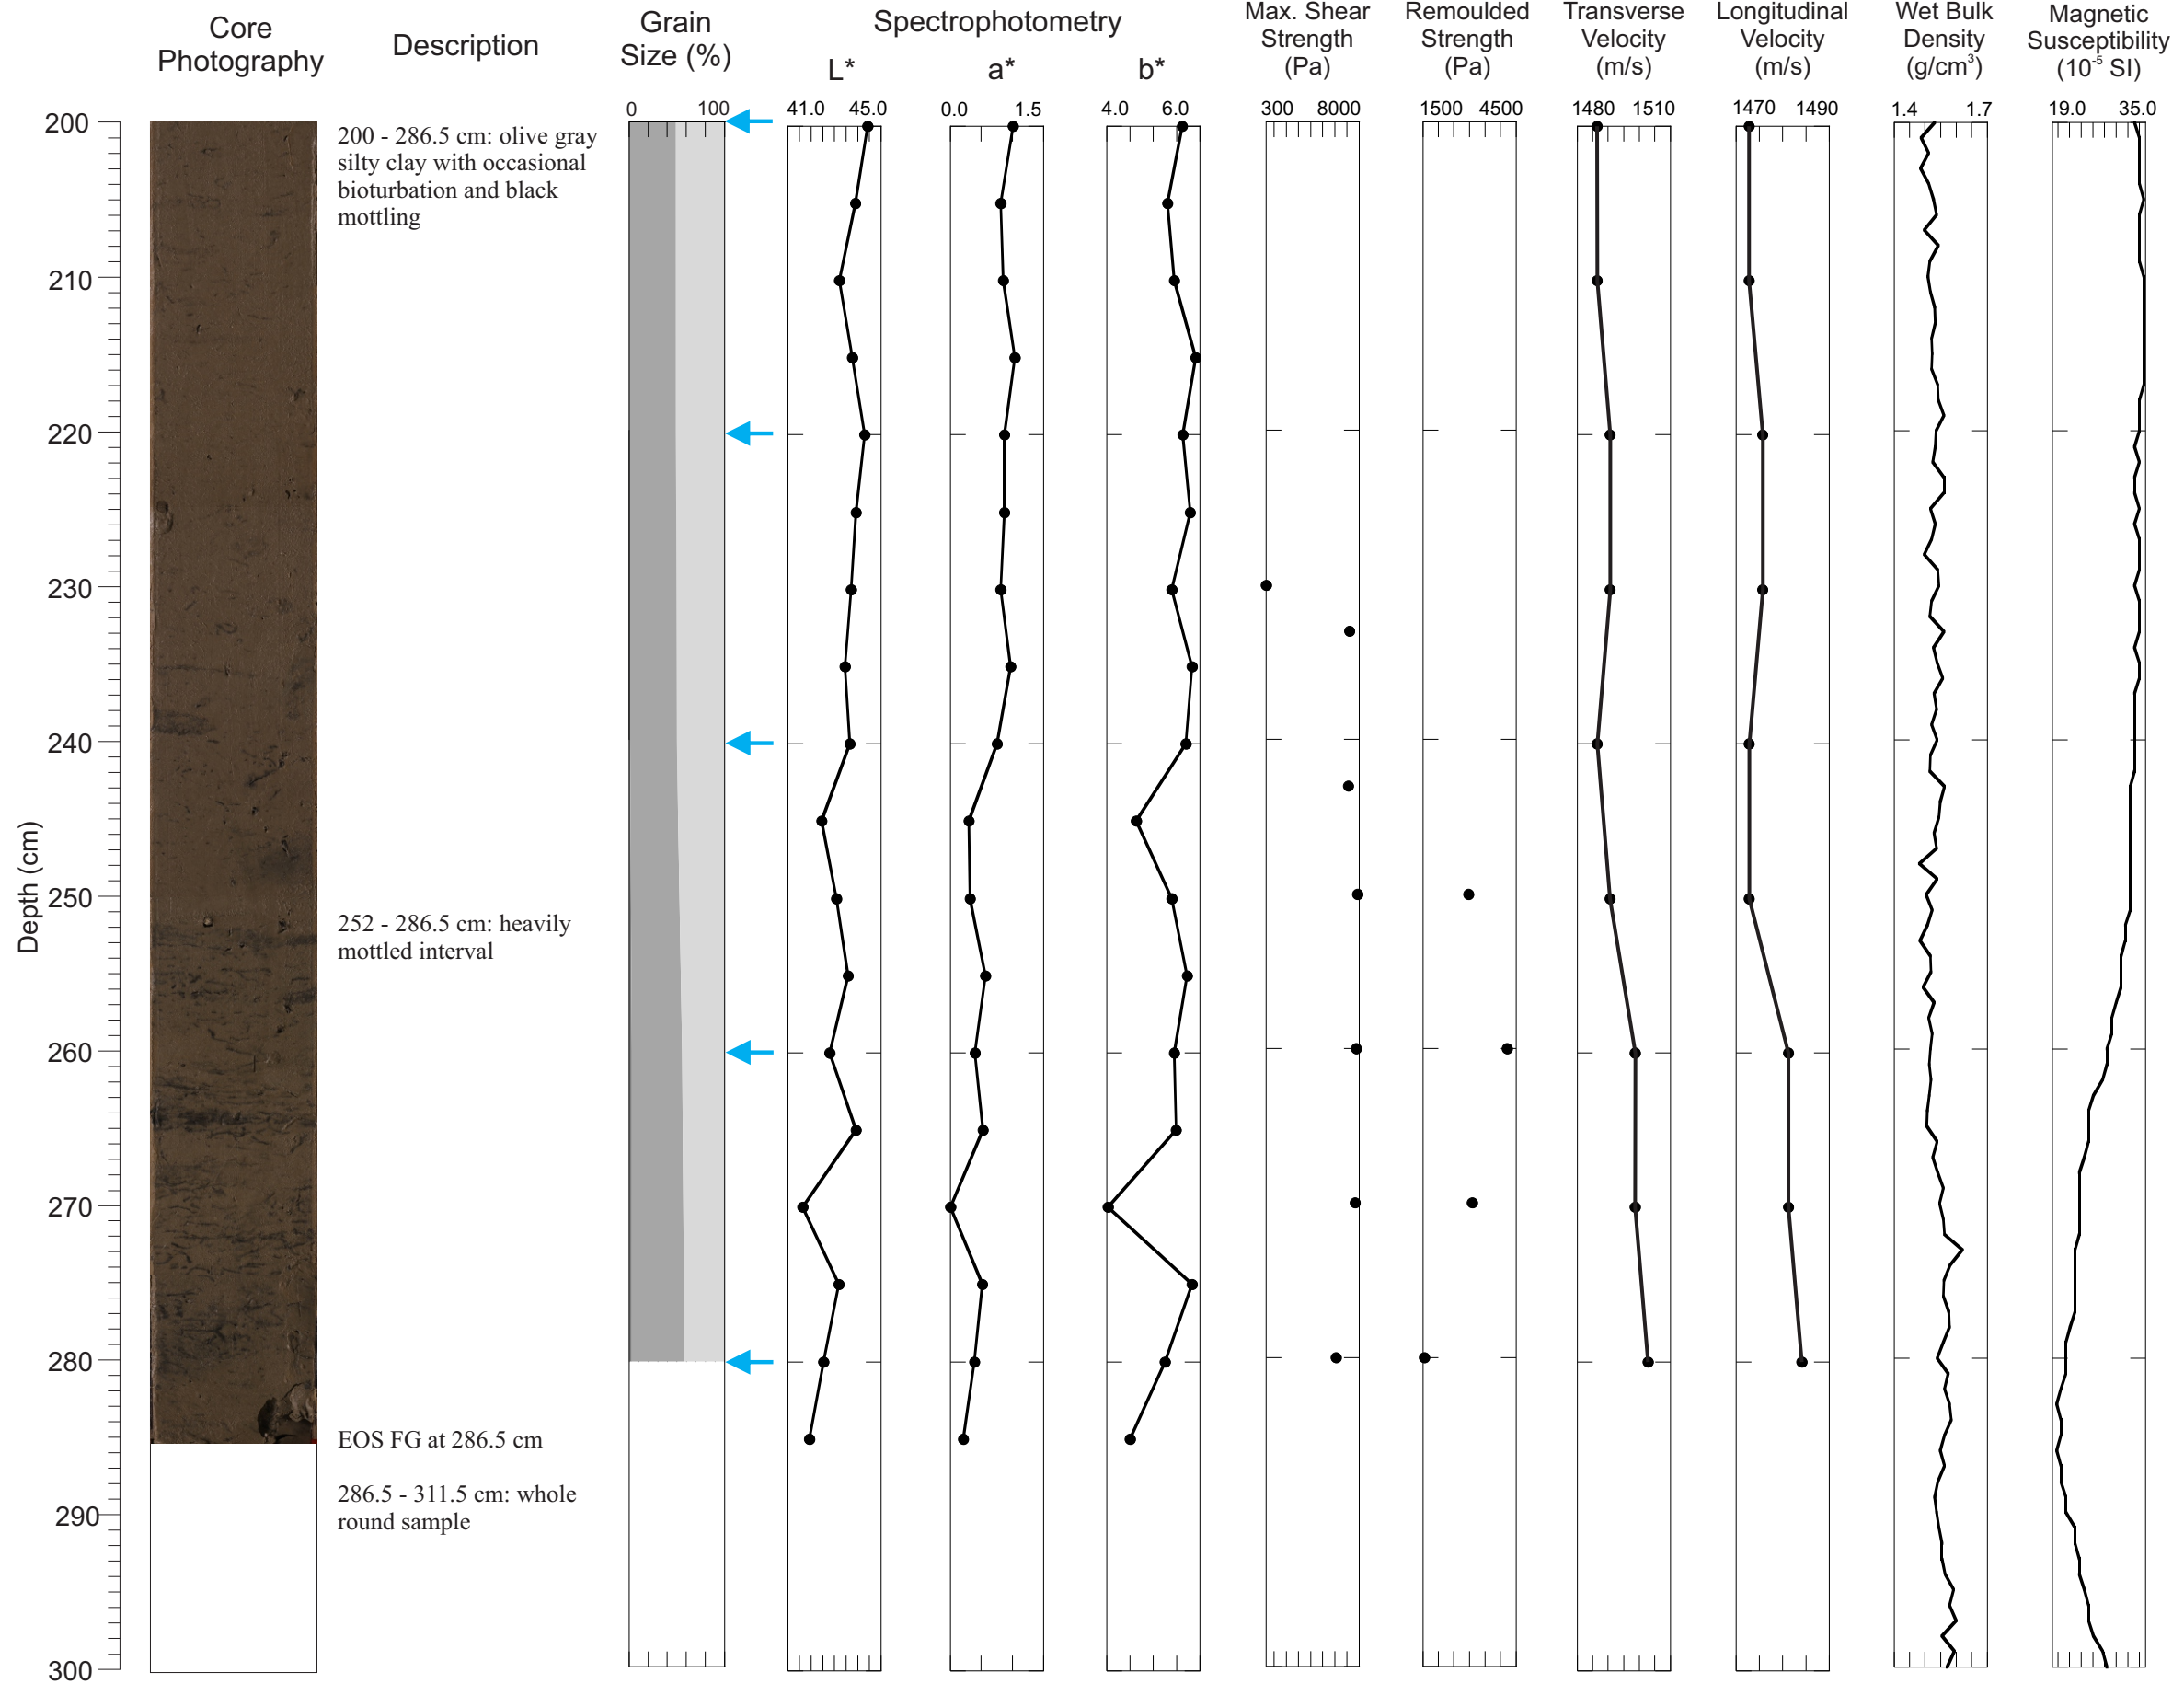 Core
Photography
Description
Grain
Size (%)
Spectrophotometry
L*
a*
b*
Max. Shear
Strength
(Pa)
Remoulded
Strength
(Pa)
Transverse
Velocity
(m/s)
Longitudinal
Velocity
(m/s)
Wet Bulk
Density
(g/cm³)
Magnetic
Susceptibility
(10⁻⁵ SI)
0 100
41.0 45.0
0.0 1.5
4.0 6.0
300 8000
1500 4500
1480 1510
1470 1490
1.4 1.7
19.0 35.0
Depth (cm)
200
210
220
230
240
250
260
270
280
290
300
200 - 286.5 cm: olive gray
silty clay with occasional
bioturbation and black
mottling
252 - 286.5 cm: heavily
mottled interval
EOS FG at 286.5 cm
286.5 - 311.5 cm: whole
round sample